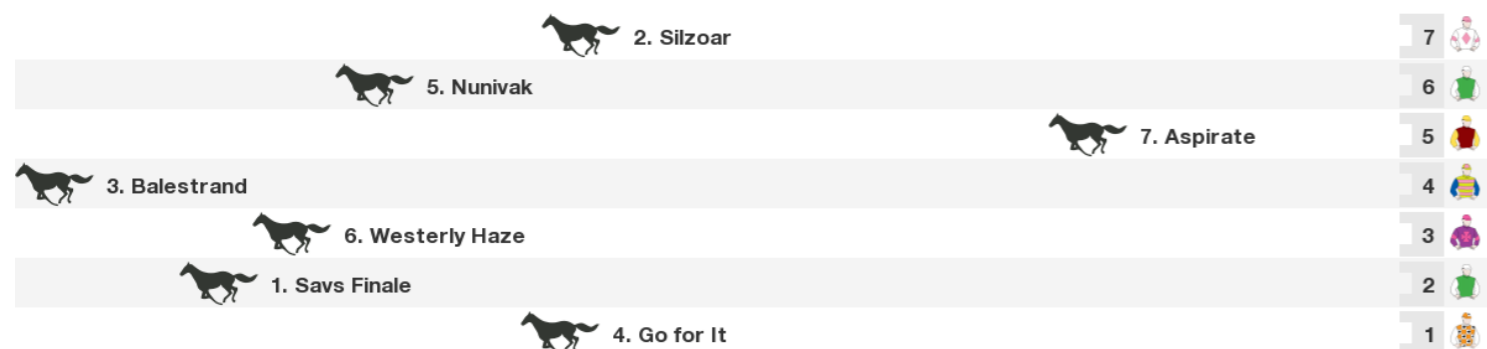 2. Silzoar 7
5. Nunivak 6
7. Aspirate 5
3. Balestrand 4
6. Westerly Haze 3
1. Savs Finale 2
4. Go for It 1